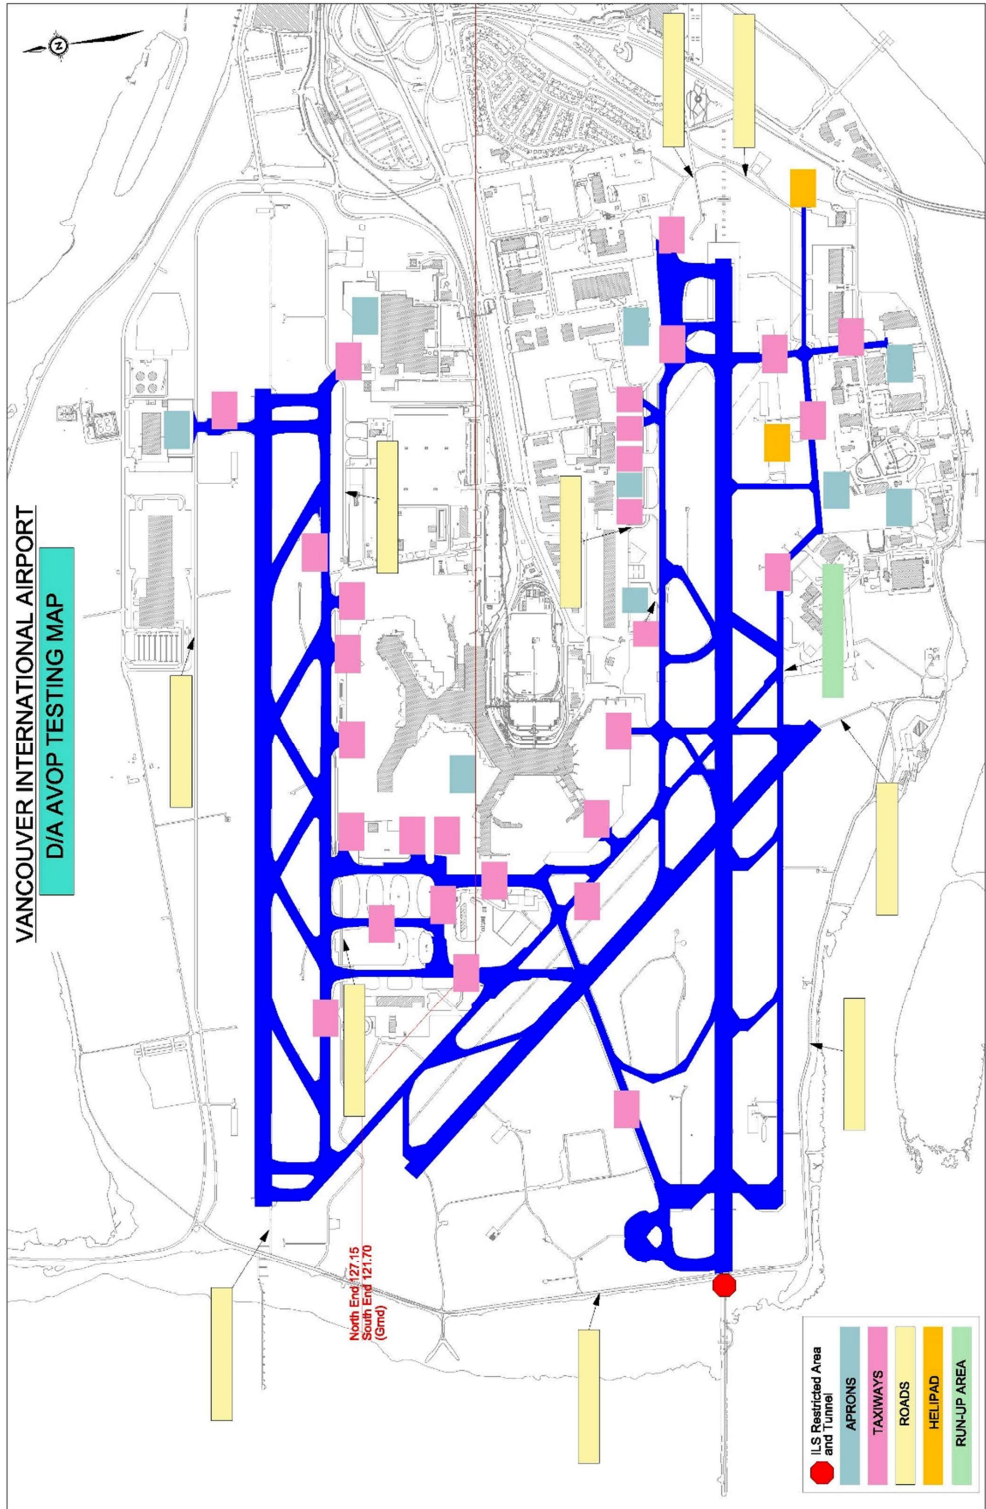 VANCOUVER INTERNATIONAL AIRPORT
D/A AVOP TESTING MAP
N
North End 127.15
South End 121.70
(Grnd)
ILS Restricted Area
and Tunnel
APRONS
TAXIWAYS
ROADS
HELIPAD
RUN-UP AREA